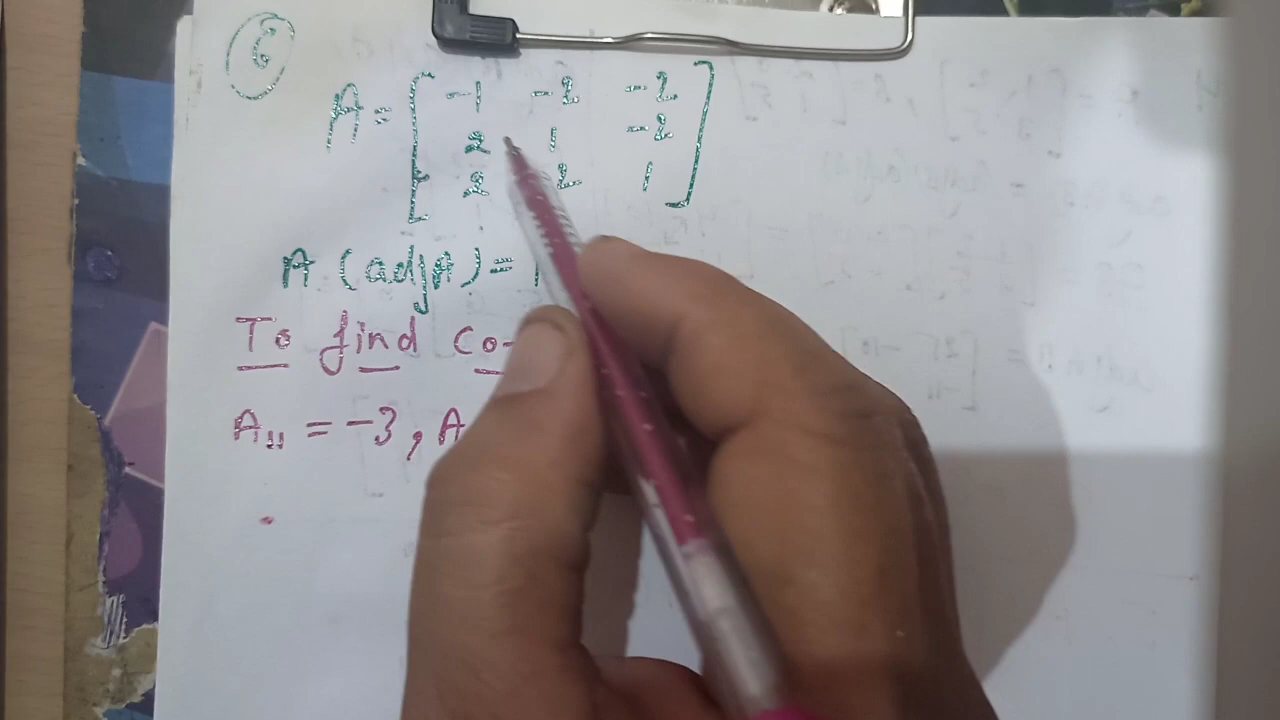 6
A = [ -1 -2 -2
2 1 -2
2 -2 1 ]
A (adjA) =
To find Co-
A11 = -3, A